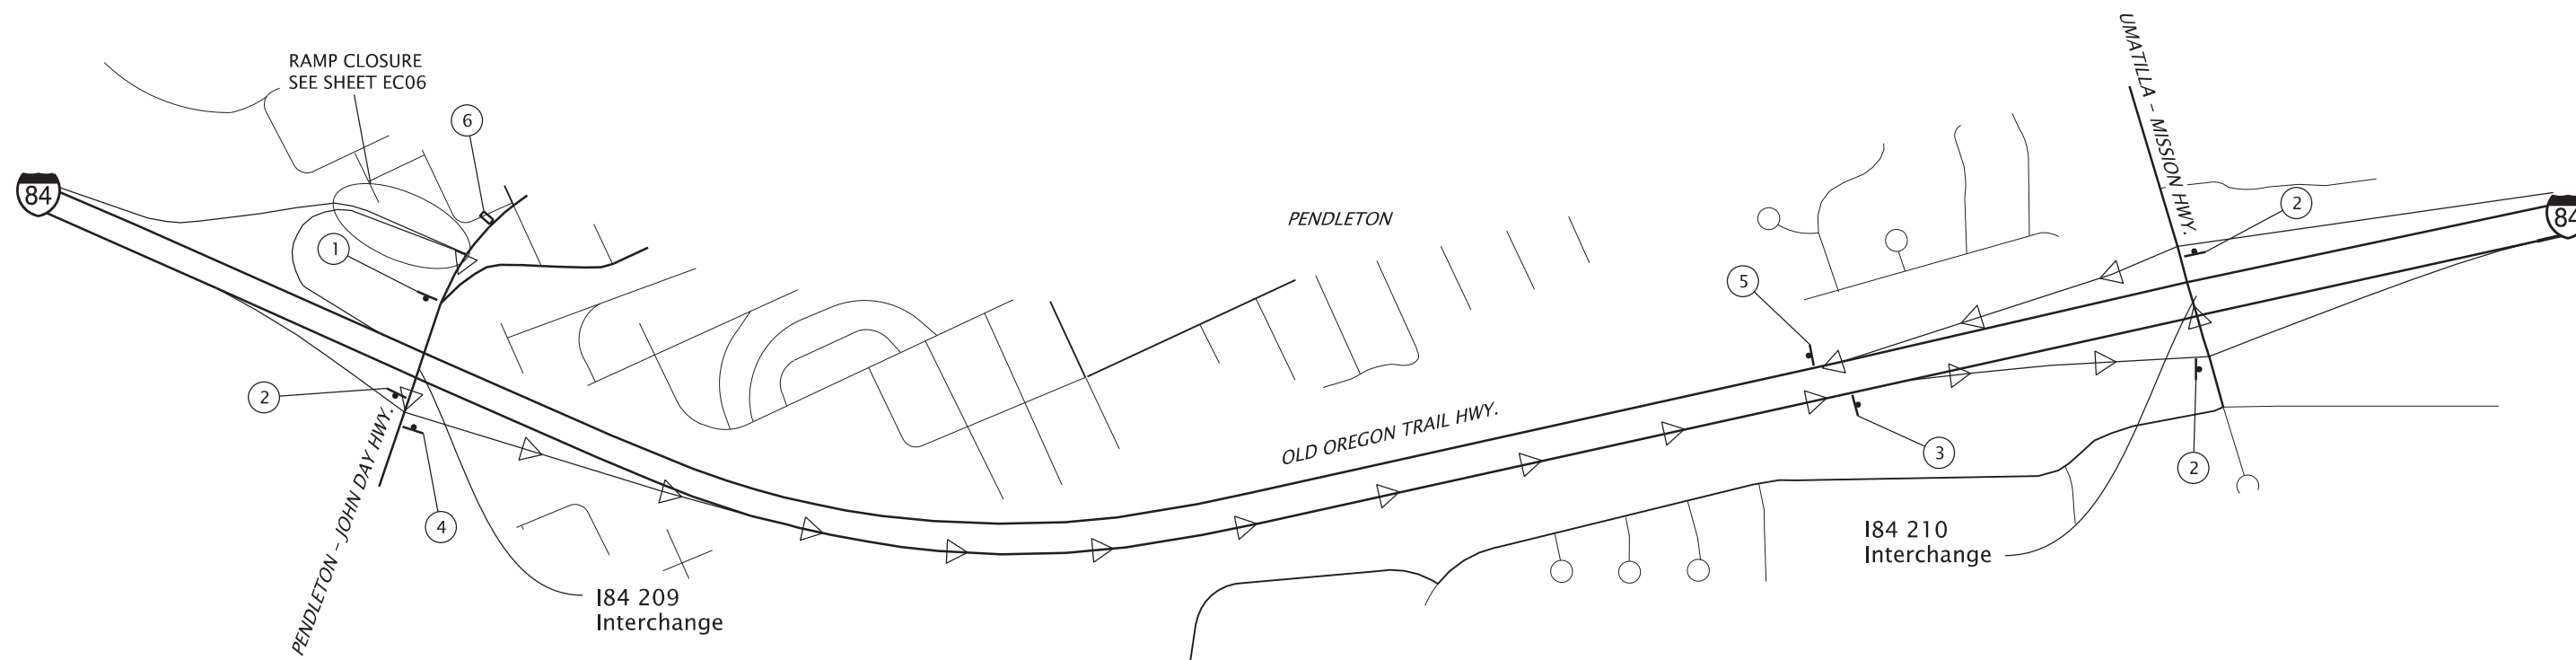 RAMP CLOSURE
SEE SHEET EC06
6
84
1
2
4
PENDLETON - JOHN DAY HWY.
I84 209
Interchange
PENDLETON
OLD OREGON TRAIL HWY.
5
3
UMATILLA - MISSION HWY.
2
84
2
I84 210
Interchange